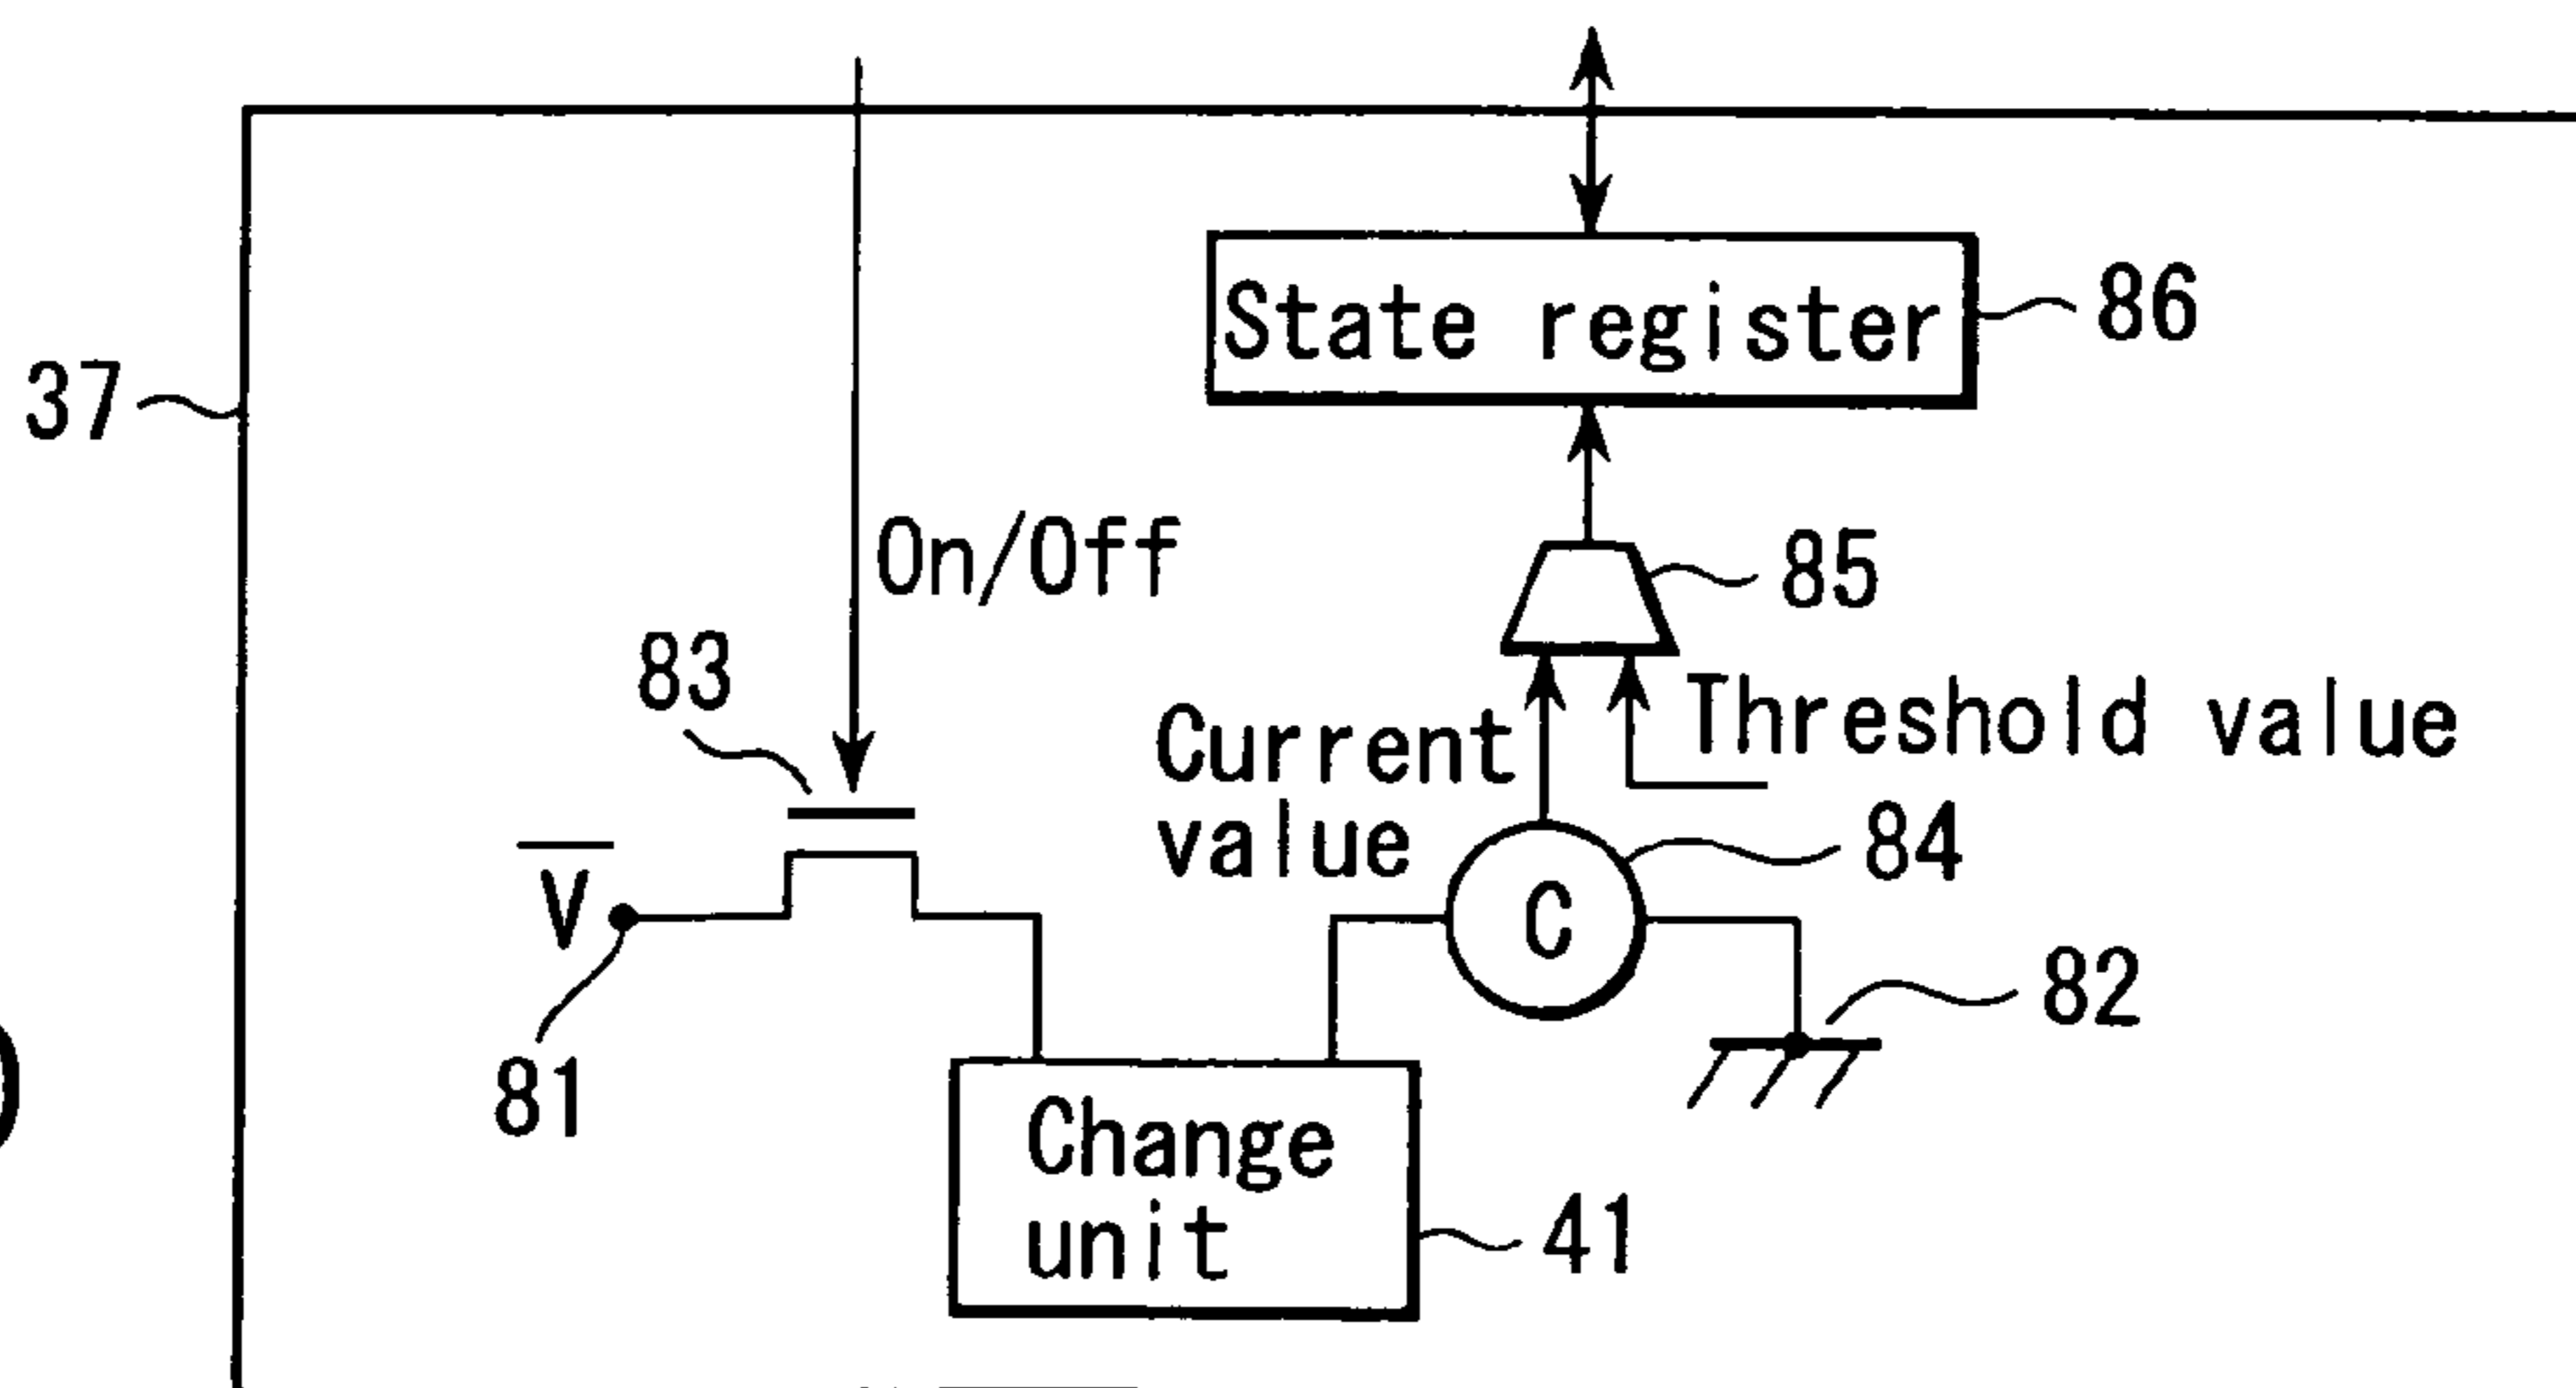 State register
86
37
On/Off
85
83
Threshold value
Current
value
84
V
C
82
81
Change
unit
41